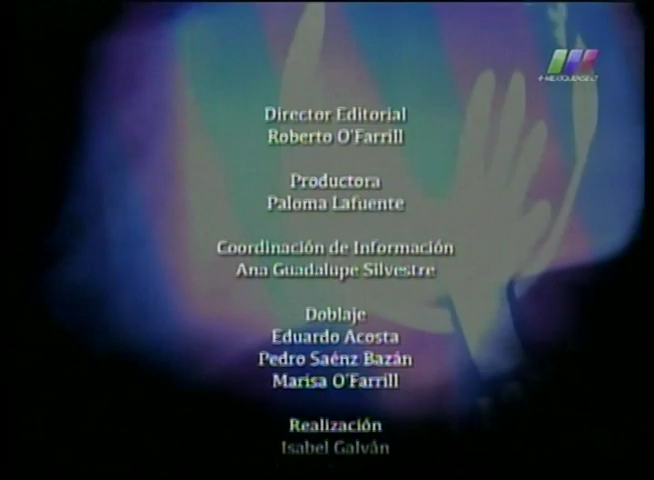 +MEXIQUENSE
Director Editorial
Roberto O'Farrill
Productora
Paloma Lafuente
Coordinación de Información
Ana Guadalupe Silvestre
Doblaje
Eduardo Acosta
Pedro Saénz Bazán
Marisa O'Farrill
Realización
Isabel Galván